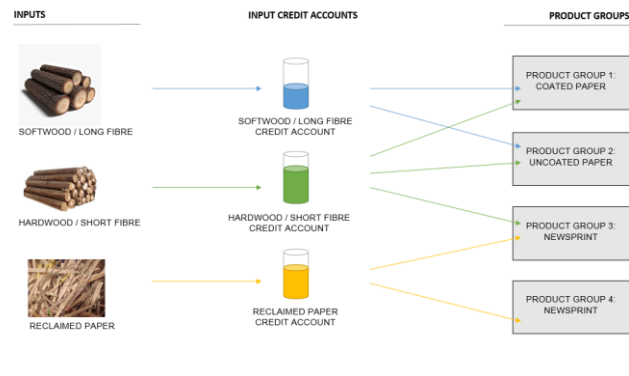 INPUTS
INPUT CREDIT ACCOUNTS
PRODUCT GROUPS
SOFTWOOD / LONG FIBRE
SOFTWOOD / LONG FIBRE
CREDIT ACCOUNT
PRODUCT GROUP 1:
COATED PAPER
HARDWOOD / SHORT FIBRE
HARDWOOD / SHORT FIBRE
CREDIT ACCOUNT
PRODUCT GROUP 2:
UNCOATED PAPER
PRODUCT GROUP 3:
NEWSPRINT
RECLAIMED PAPER
RECLAIMED PAPER
CREDIT ACCOUNT
PRODUCT GROUP 4:
NEWSPRINT